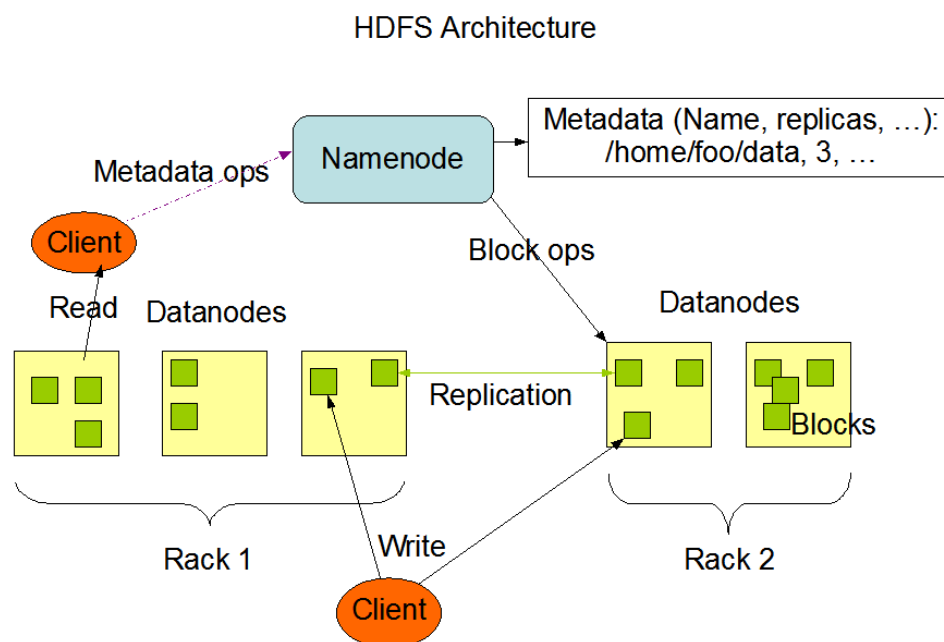 HDFS Architecture
Metadata (Name, replicas, …):
/home/foo/data, 3, …
Namenode
Metadata ops
Client
Block ops
Read
Datanodes
Datanodes
Replication
Blocks
Rack 1
Write
Rack 2
Client